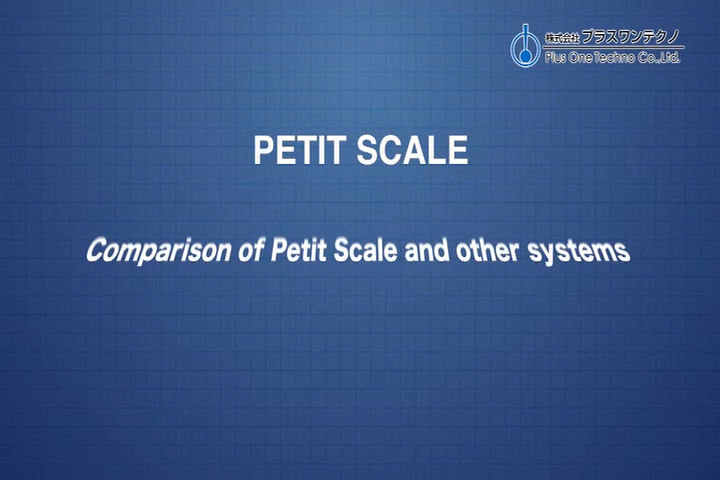 株式会社 プラスワンテクノ
Plus One Techno Co.,Ltd.
PETIT SCALE
Comparison of Petit Scale and other systems